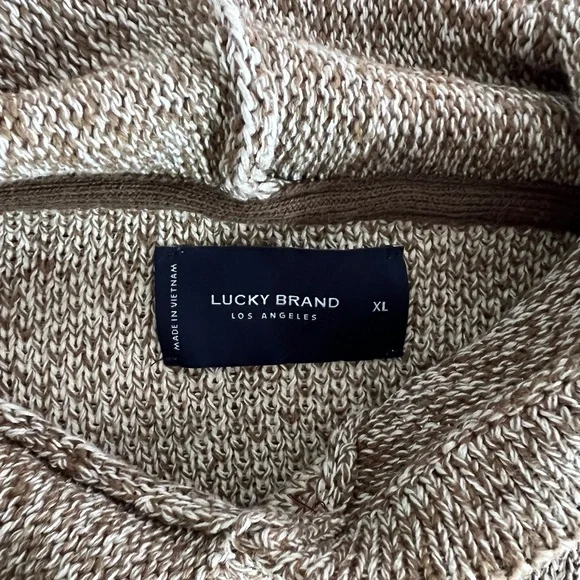 MADE IN VIETNAM
LUCKY BRAND
LOS ANGELES
XL